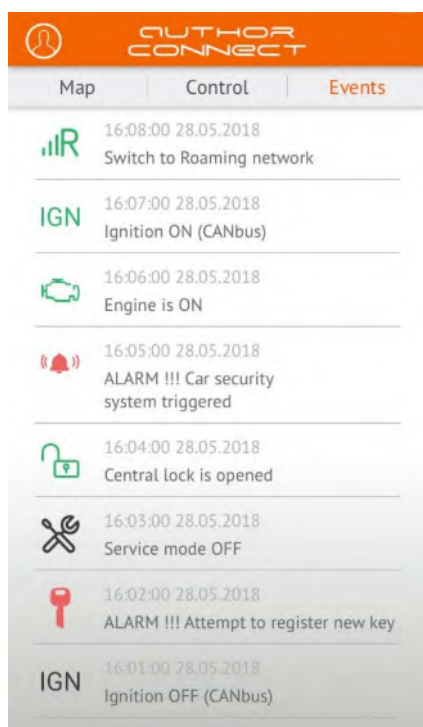 AUTHOR
CONNECT
Map Control Events
16:08:00 28.05.2018
R
Switch to Roaming network
16:07:00 28.05.2018
IGN
Ignition ON (CANbus)
16:06:00 28.05.2018
Engine is ON
16:05:00 28.05.2018
ALARM !!! Car security
system triggered
16:04:00 28.05.2018
Central lock is opened
16:03:00 28.05.2018
Service mode OFF
16:02:00 28.05.2018
ALARM !!! Attempt to register new key
16:01:00 28.05.2018
IGN
Ignition OFF (CANbus)